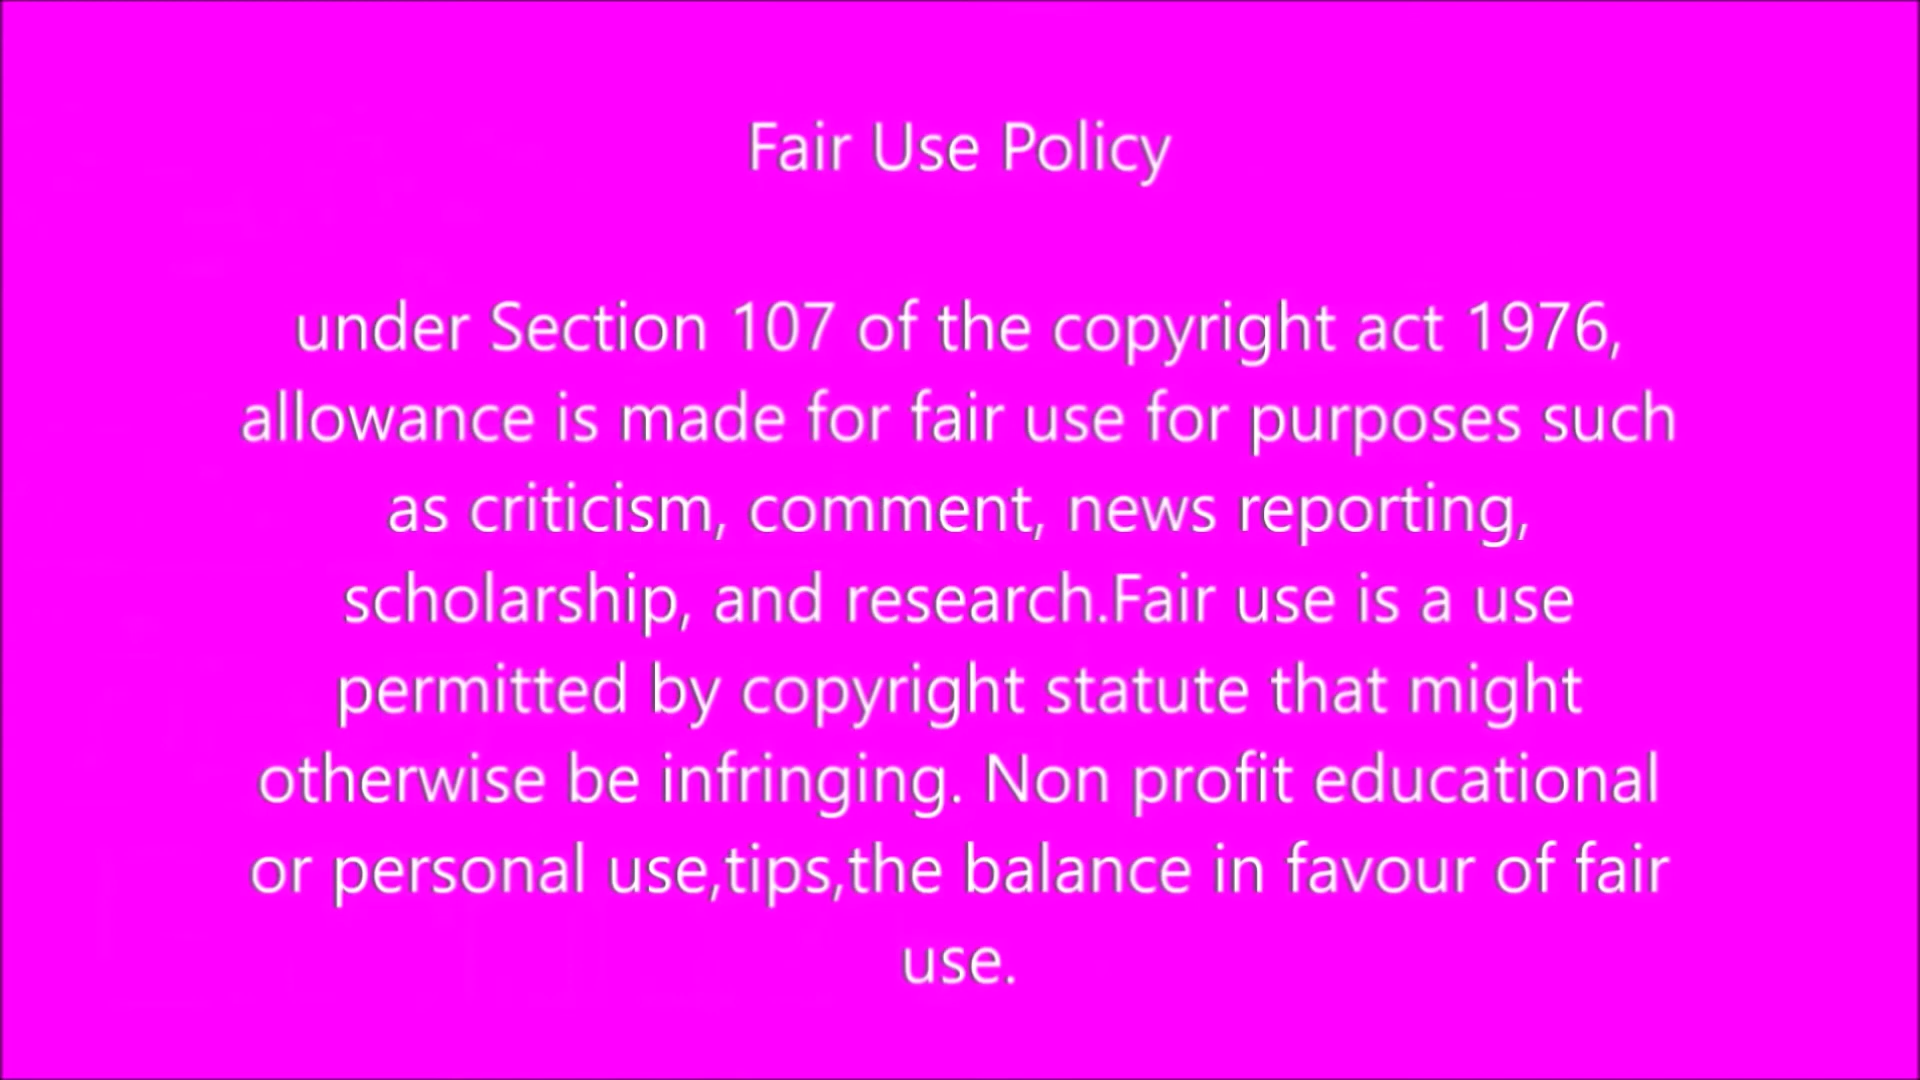 Fair Use Policy
under Section 107 of the copyright act 1976,
allowance is made for fair use for purposes such
as criticism, comment, news reporting,
scholarship, and research.Fair use is a use
permitted by copyright statute that might
otherwise be infringing. Non profit educational
or personal use,tips,the balance in favour of fair
use.